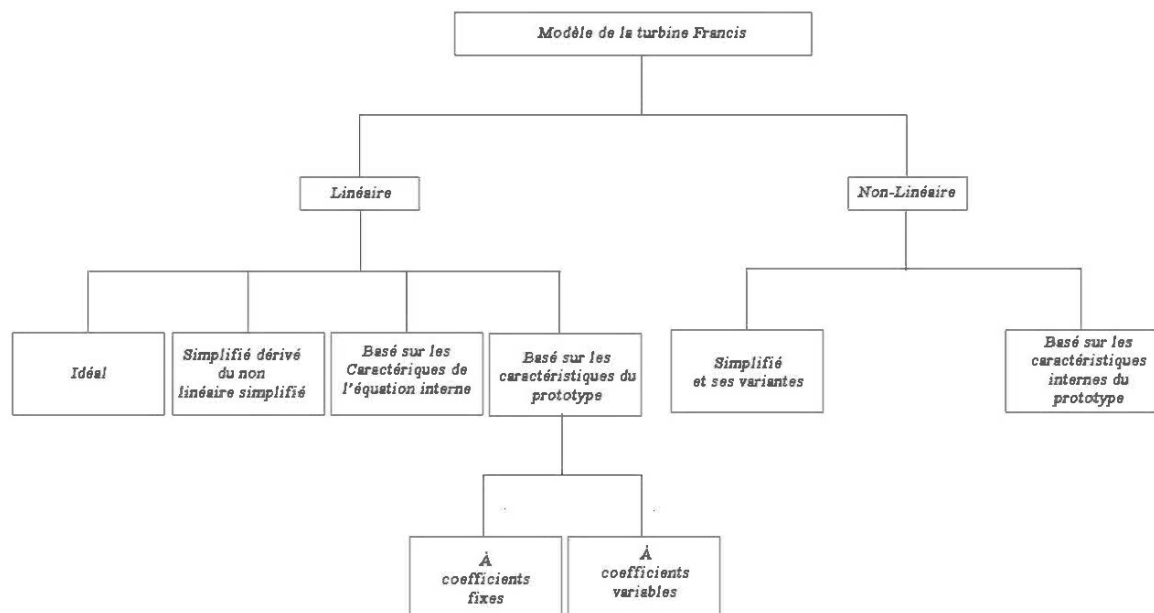 Modèle de la turbine Francis
Linéaire
Non-Linéaire
Idéal
Simplifié dérivé
du non
linéaire simplifié
Basé sur les
Caractériques de
l'équation interne
Basé sur les
caractéristiques du
prototype
Simplifié
et ses variantes
Basé sur les
caractéristiques
internes du
prototype
À
coefficients
fixes
À
coefficients
variables